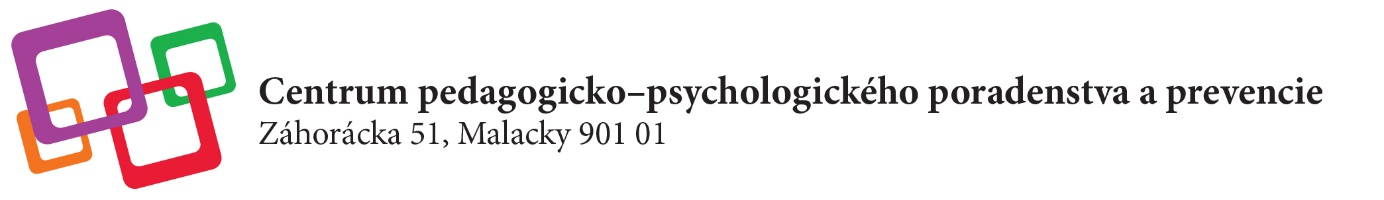 Centrum pedagogicko–psychologického poradenstva a prevencie
Záhorácka 51, Malacky 901 01